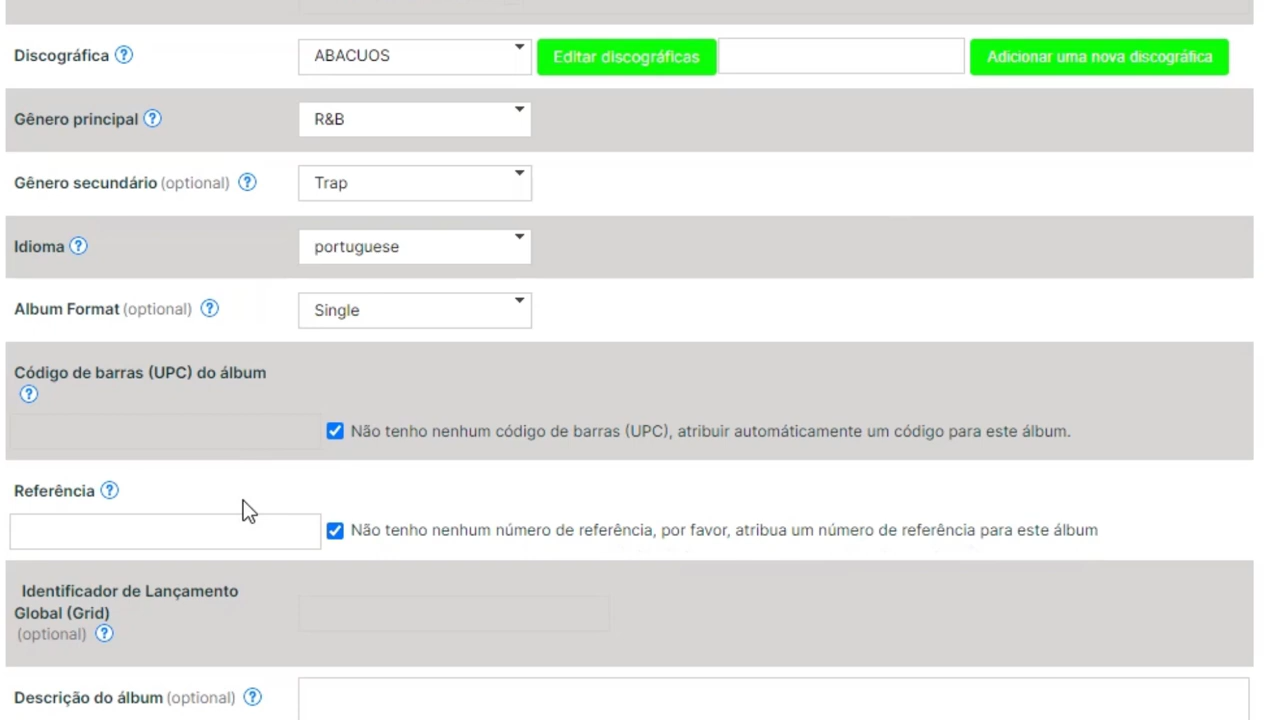 Discográfica ? ABACUOS Editar discográficas Adicionar uma nova discográfica
Gênero principal ? R&B
Gênero secundário (optional) ? Trap
Idioma ? portuguese
Album Format (optional) ? Single
Código de barras (UPC) do álbum
?
Não tenho nenhum código de barras (UPC), atribuir automáticamente um código para este álbum.
Referência ?
Não tenho nenhum número de referência, por favor, atribua um número de referência para este álbum
Identificador de Lançamento
Global (Grid)
(optional) ?
Descrição do álbum (optional) ?